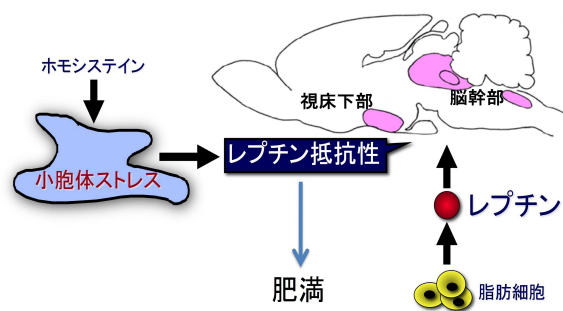 ホモシステイン
小胞体ストレス
視床下部
脳幹部
レプチン抵抗性
レプチン
肥満
脂肪細胞